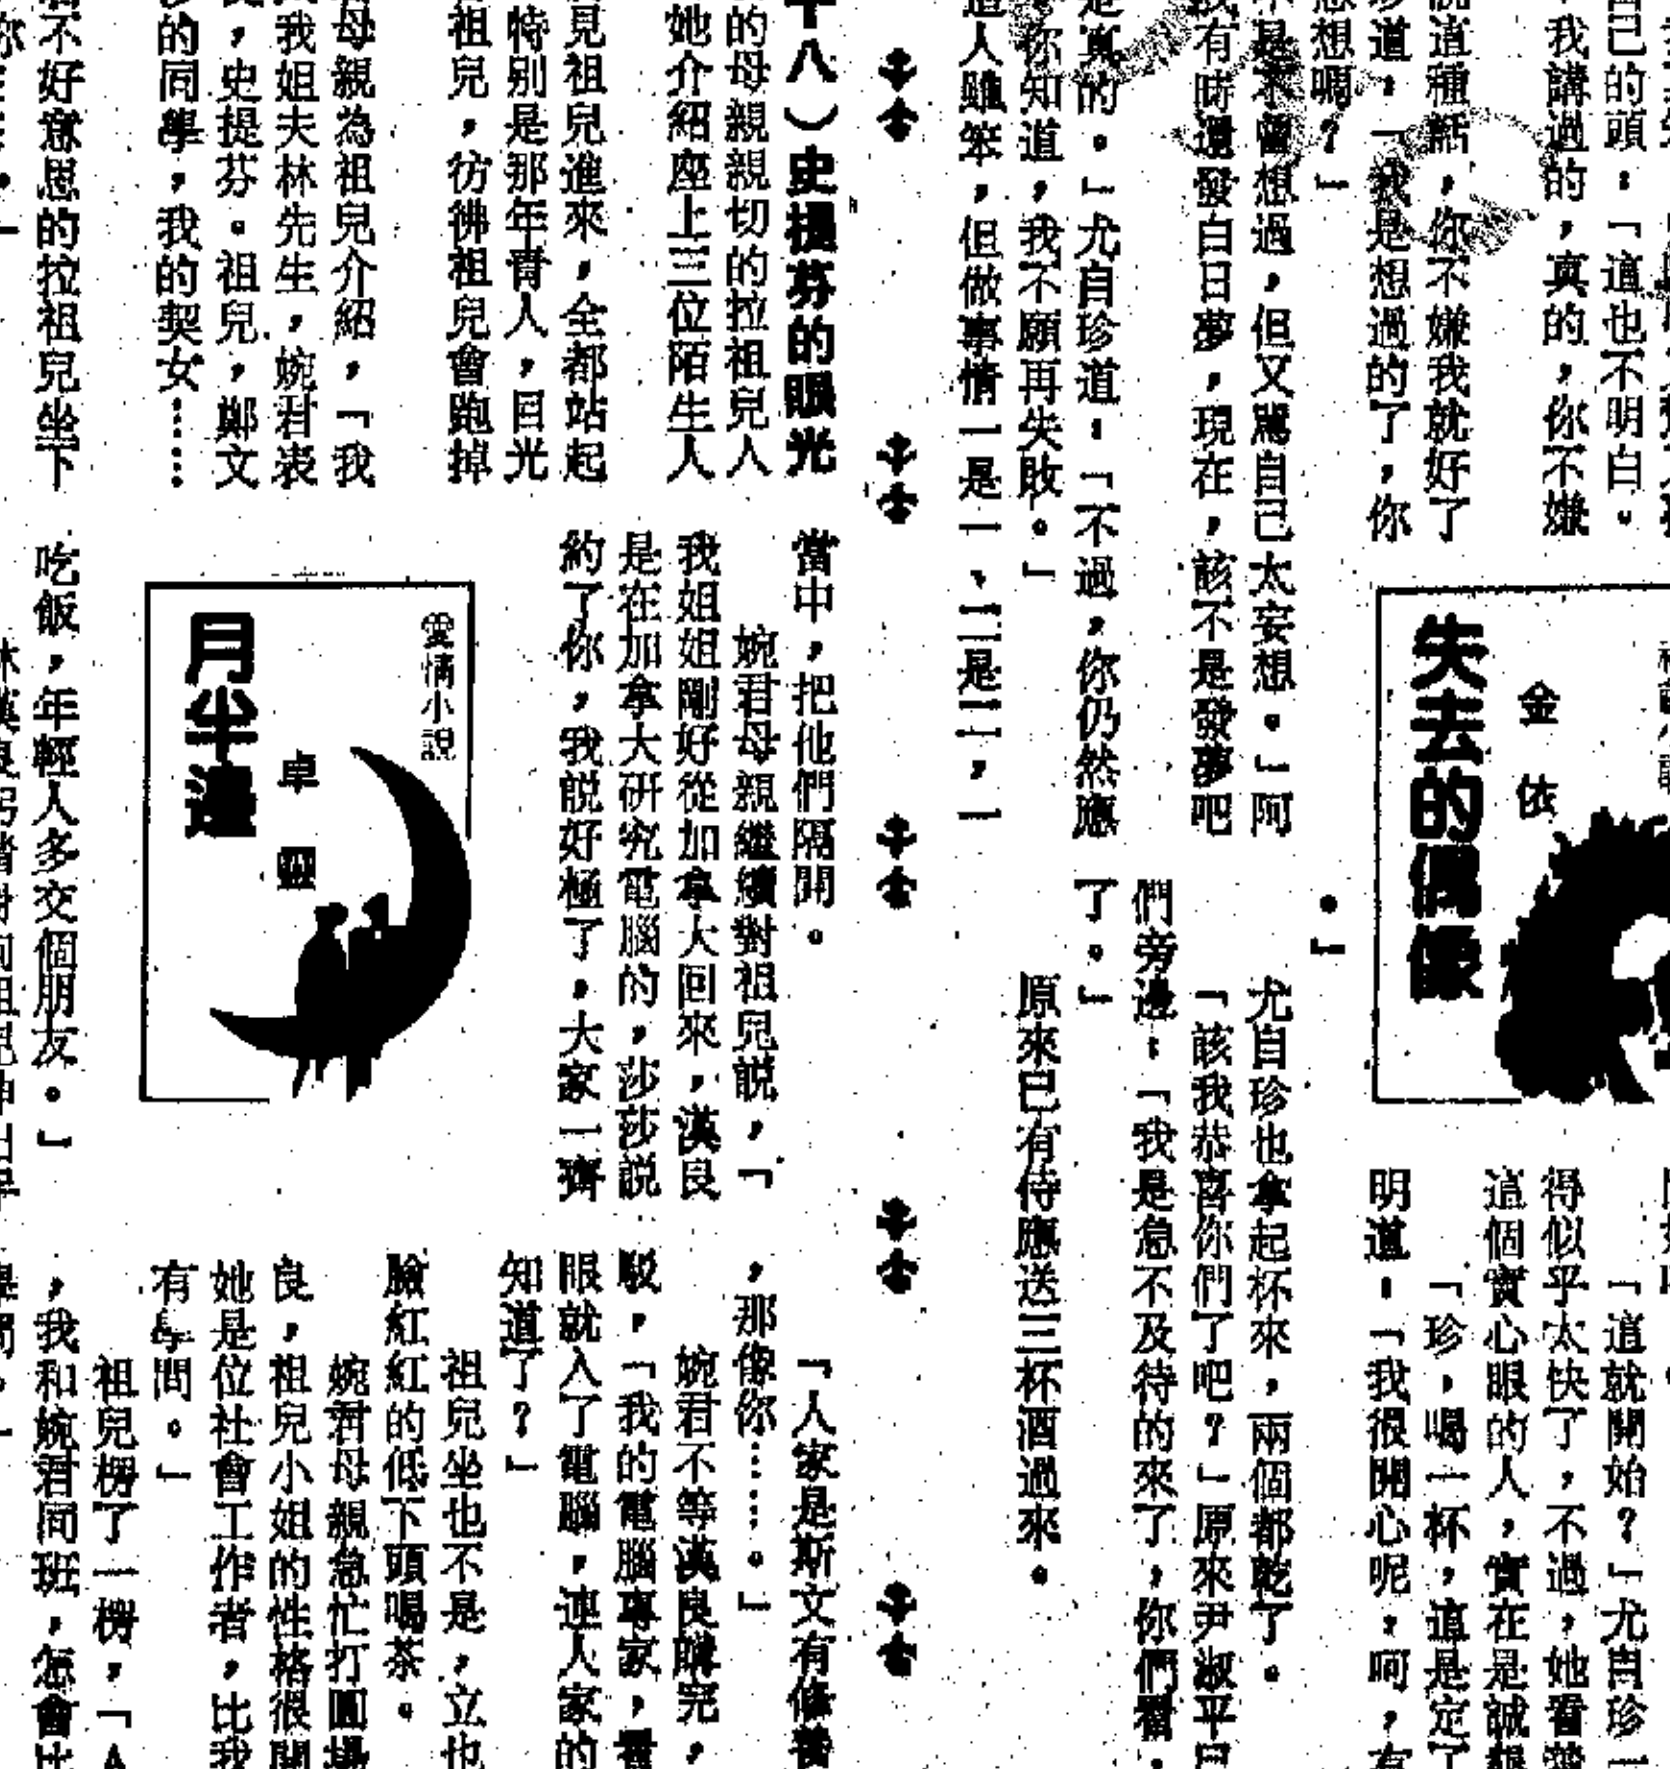 自己的頭：「這也不明白。
我講過的，真的，你不嫌
說這種話，你不嫌我就好了
珍道：「我是想過的了，你
想嗎？」
是未曾想過，但又罵自己太妄想。」阿
我有時還發白日夢，現在，該不是發夢吧
是真的。」尤自珍道：「不過，你仍然應
你知道，我不願再失敗。」
這人雖笨，但做事情一是一、二是二，一
金依
失去的偶像
。」
尤自珍也拿起杯來，兩個都乾了。
「該我恭喜你們了吧？」原來尹淑平已
們旁邊：「我是急不及待的來了，你們看，
了。」
原來已有侍應送三杯酒過來。
「這就開始？」尤自珍一
得似乎太快了，不過，她看
這個實心眼的人，實在是誠
「珍，喝一杯，這是定了
明道：「我很開心呢，呵，有
十八）史提芬的眼光
的母親親切的拉祖兒人
她介紹座上三位陌生人
見祖兒進來，全都站起
特別是那年青人，目光
祖兒，彷彿祖兒會跑掉
母親為祖兒介紹，「我
我姐夫林先生，婉君表
，史提芬。祖兒，鄭文
的同學，我的契女……
不好意思的拉祖兒坐下
當中，把他們隔開。
婉君母親繼續對祖兒說，「
我姐姐剛好從加拿大回來，漢良
是在加拿大研究電腦的，莎莎說
約了你，我說好極了，大家一齊
愛情小說
卓靈
月半邊
吃飯，年輕人多交個朋友。」
「人家是斯文有修養
，那像你……。」
婉君不等漢良講完，
駁，「我的電腦專家，看
眼就入了電腦，連人家的
知道了？」
祖兒坐也不是，立也
臉紅紅的低下頭喝茶。
婉君母親急忙打圓場
良，祖兒小姐的性格很開
她是位社會工作者，比我
有學問。」
祖兒楞了一楞，「人
，我和婉君同班，怎會比